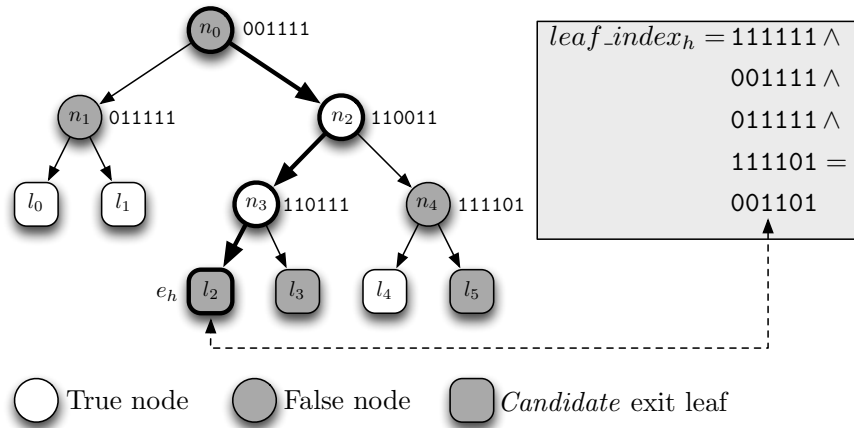 n₀ 001111
n₁ 011111
n₂ 110011
l₀ l₁
n₃ 110111
n₄ 111101
e_h l₂ l₃ l₄ l₅
leaf_index_h = 111111 ∧
001111 ∧
011111 ∧
111101 =
001101
True node False node Candidate exit leaf